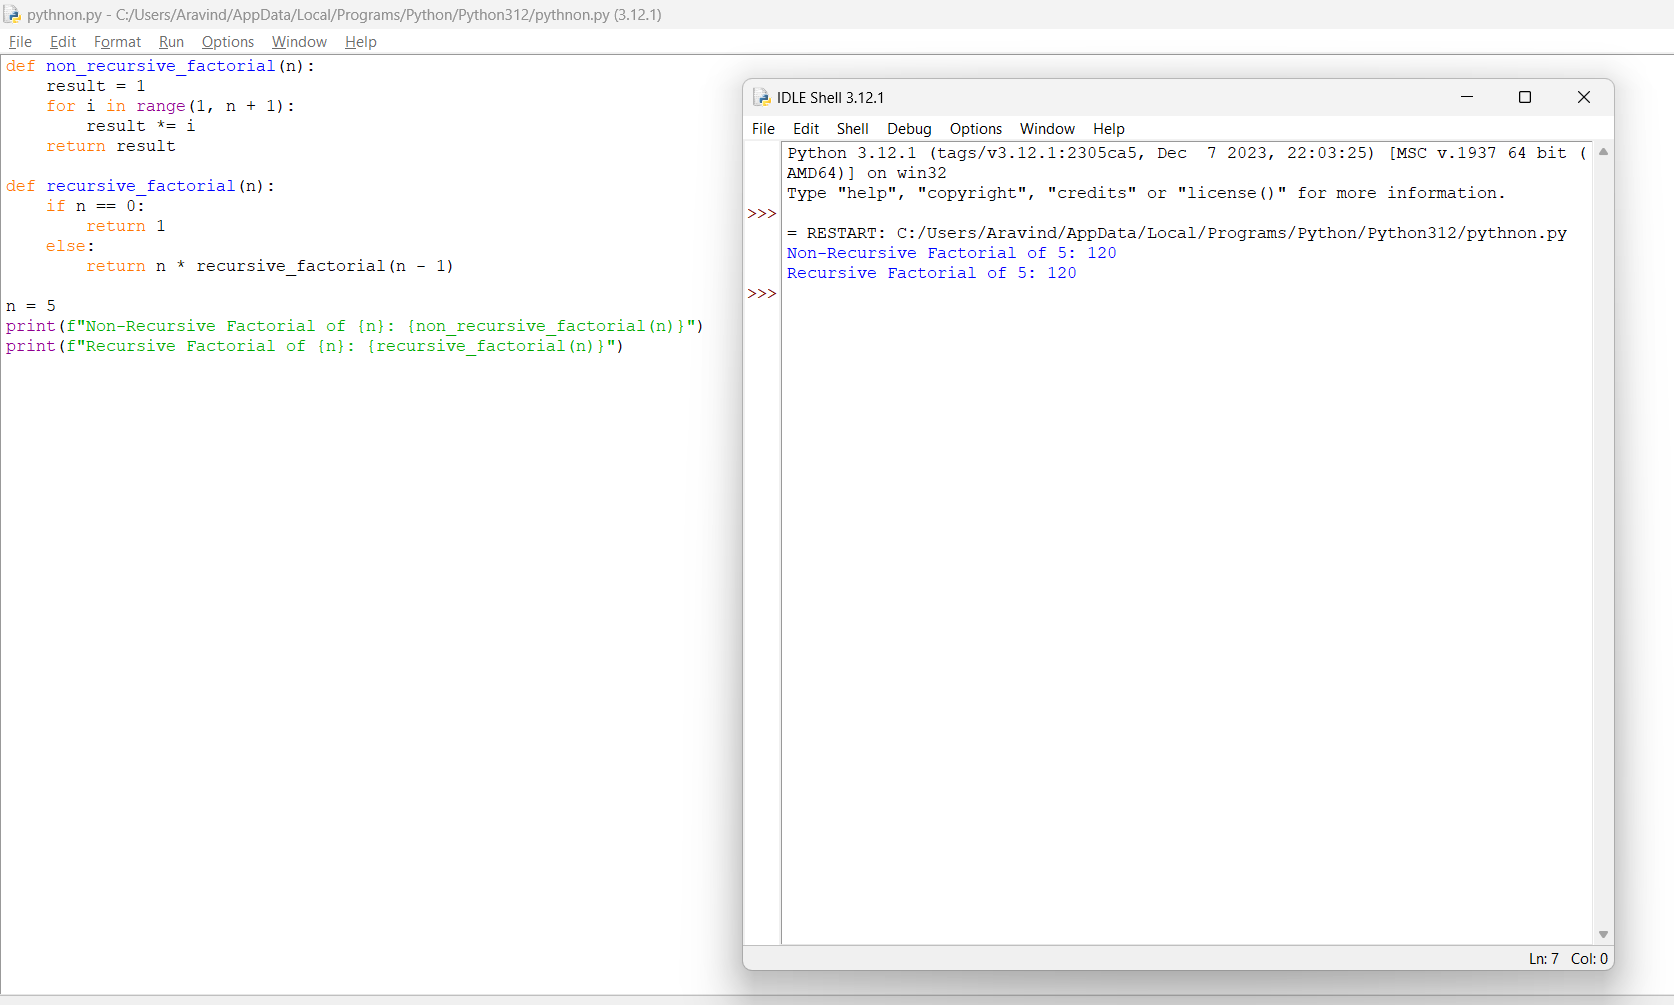 pythnon.py - C:/Users/Aravind/AppData/Local/Programs/Python/Python312/pythnon.py (3.12.1)
File Edit Format Run Options Window Help
def non_recursive_factorial(n):
    result = 1
    for i in range(1, n + 1):
        result *= i
    return result

def recursive_factorial(n):
    if n == 0:
        return 1
    else:
        return n * recursive_factorial(n - 1)

n = 5
print(f"Non-Recursive Factorial of {n}: {non_recursive_factorial(n)}")
print(f"Recursive Factorial of {n}: {recursive_factorial(n)}")
IDLE Shell 3.12.1
File Edit Shell Debug Options Window Help
Python 3.12.1 (tags/v3.12.1:2305ca5, Dec  7 2023, 22:03:25) [MSC v.1937 64 bit (
AMD64)] on win32
Type "help", "copyright", "credits" or "license()" for more information.
>>>
= RESTART: C:/Users/Aravind/AppData/Local/Programs/Python/Python312/pythnon.py
Non-Recursive Factorial of 5: 120
Recursive Factorial of 5: 120
>>>
Ln: 7 Col: 0